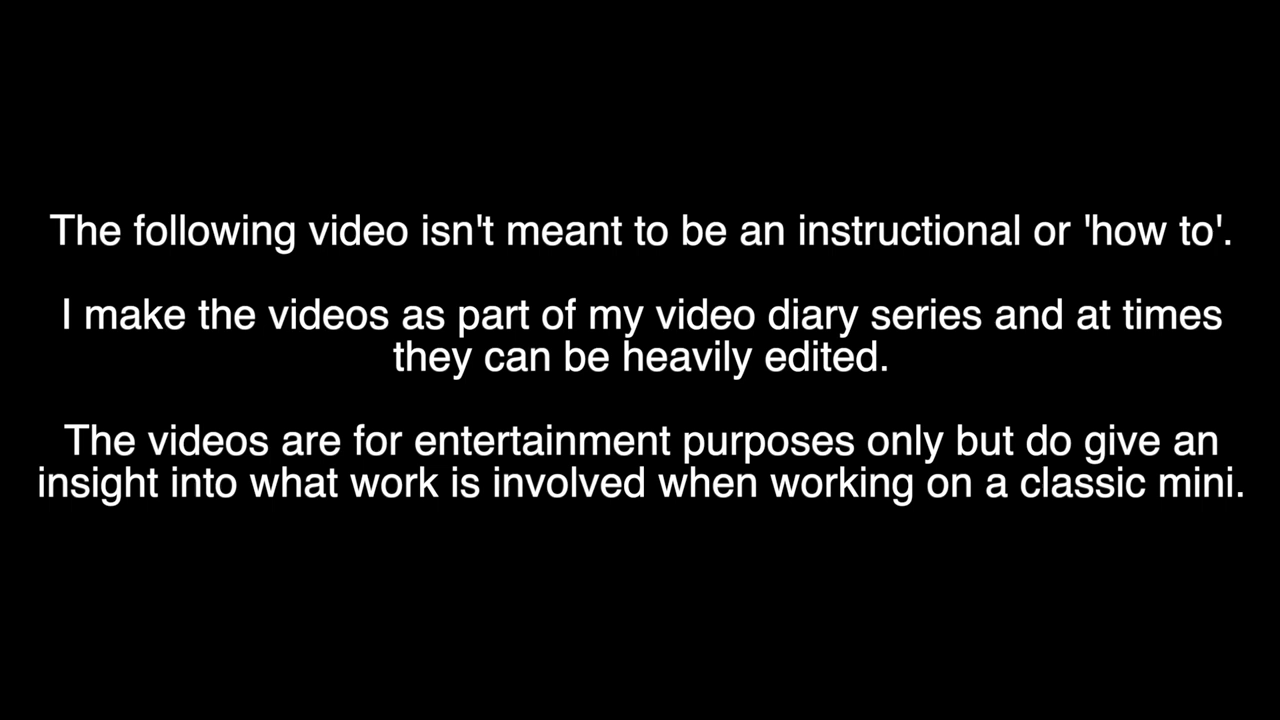 The following video isn't meant to be an instructional or 'how to'.
I make the videos as part of my video diary series and at times
they can be heavily edited.
The videos are for entertainment purposes only but do give an
insight into what work is involved when working on a classic mini.